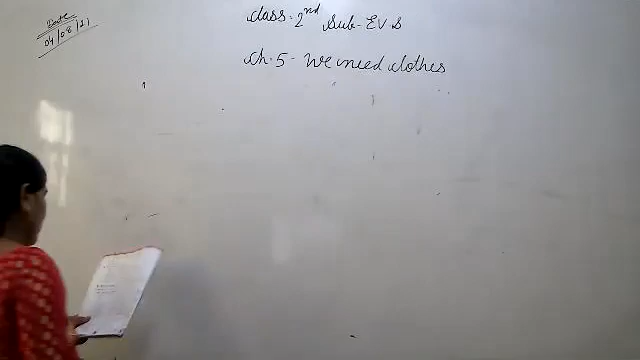 Date
04/08/21
Class. 2nd Sub- EVS
Ch. 5 - We need clothes